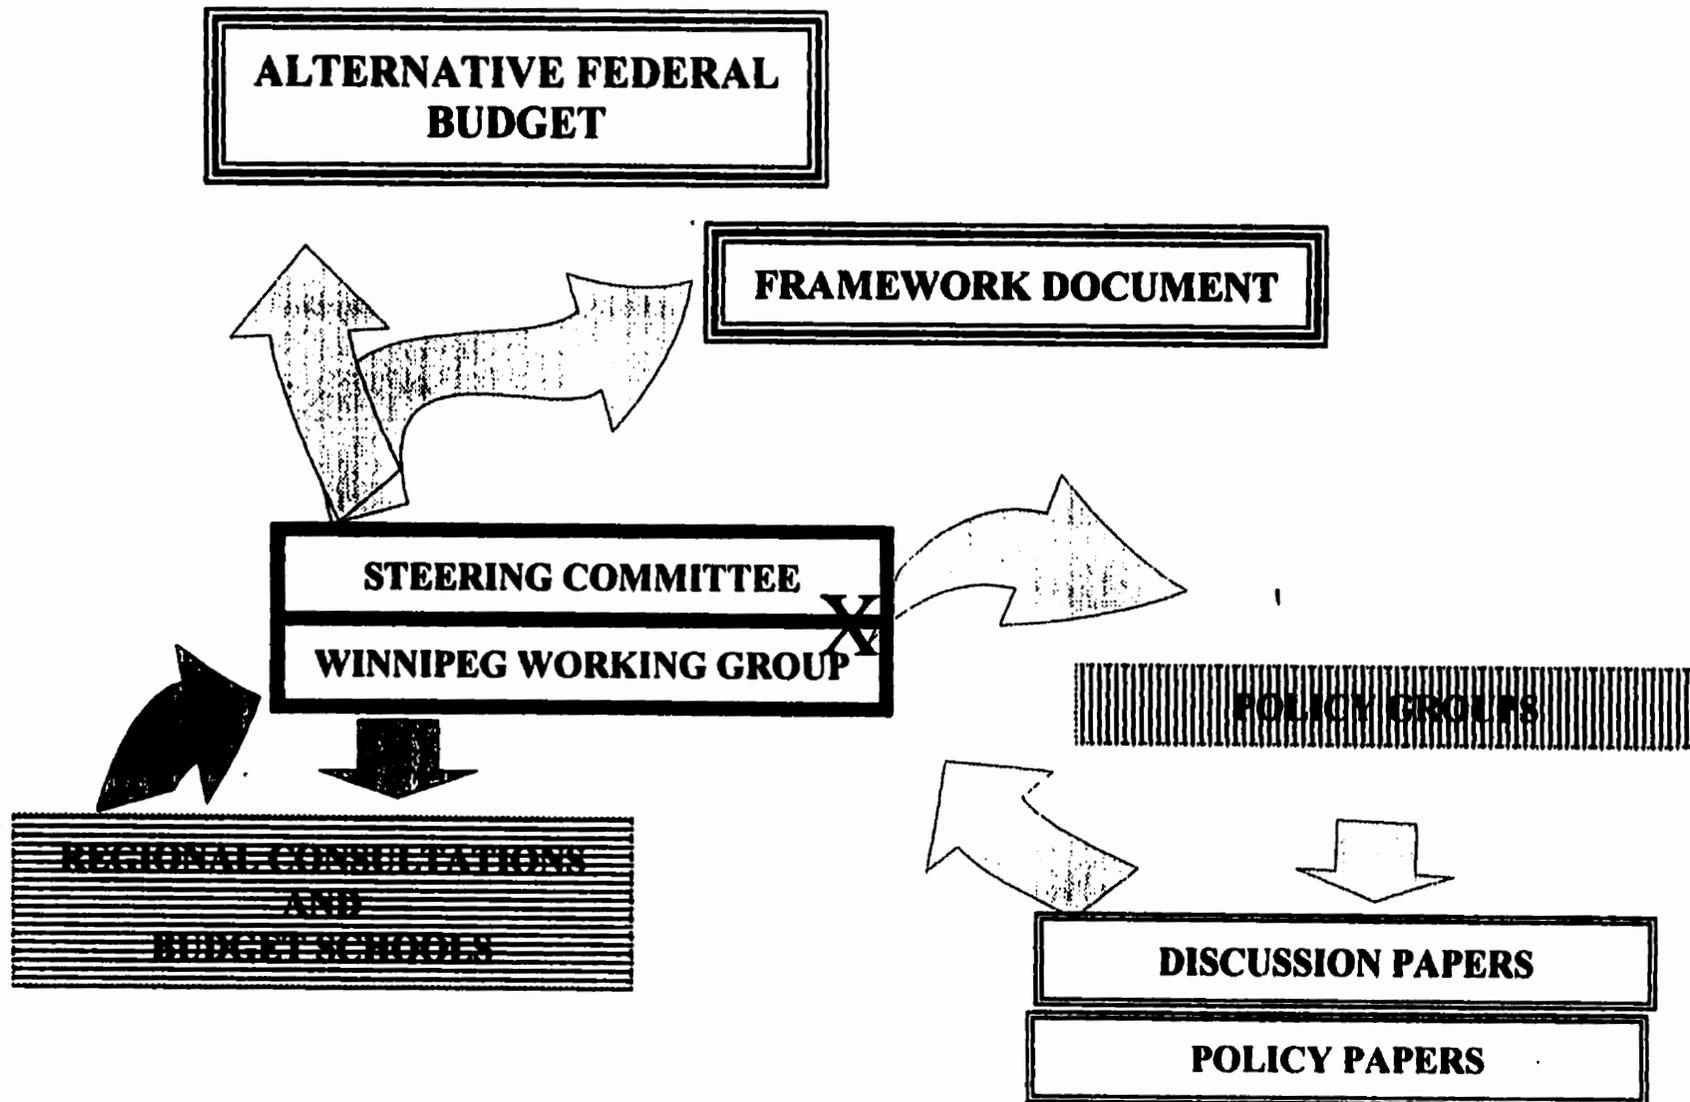 ALTERNATIVE FEDERAL
BUDGET
FRAMEWORK DOCUMENT
STEERING COMMITTEE
X
WINNIPEG WORKING GROUP
POLICY GROUPS
REGIONAL CONSULTATIONS
AND
BUDGET SCHOOLS
DISCUSSION PAPERS
POLICY PAPERS